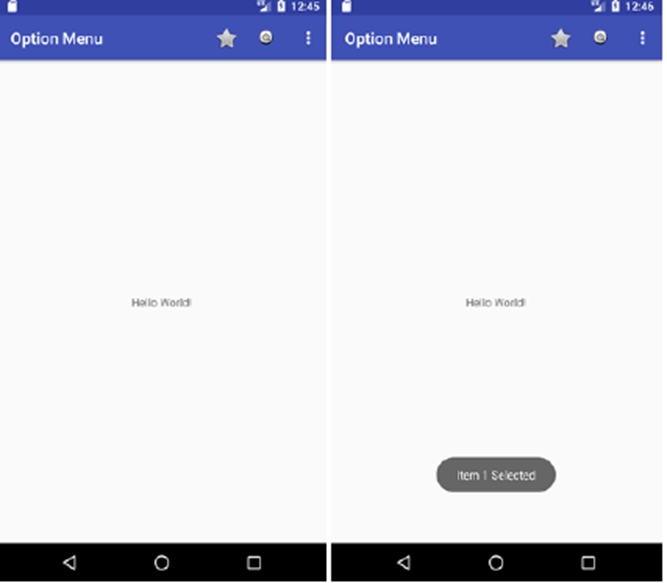 12:45
Option Menu
Hello World!
12:46
Option Menu
Hello World!
Item 1 Selected